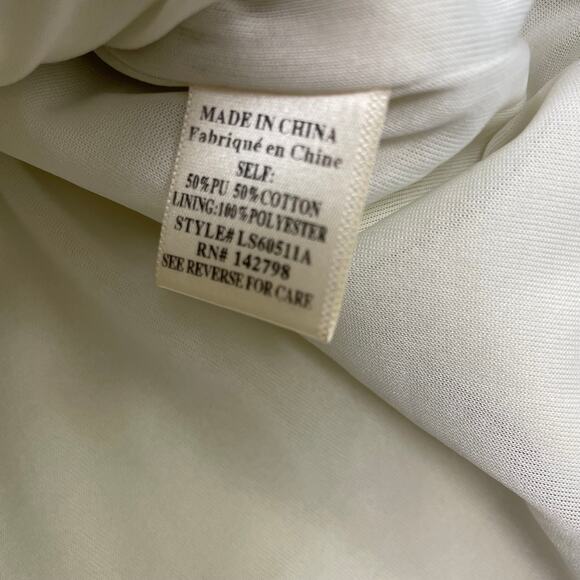 MADE IN CHINA
Fabriqué en Chine
SELF:
50%PU 50%COTTON
LINING:100%POLYESTER
STYLE# LS60511A
RN# 142798
SEE REVERSE FOR CARE